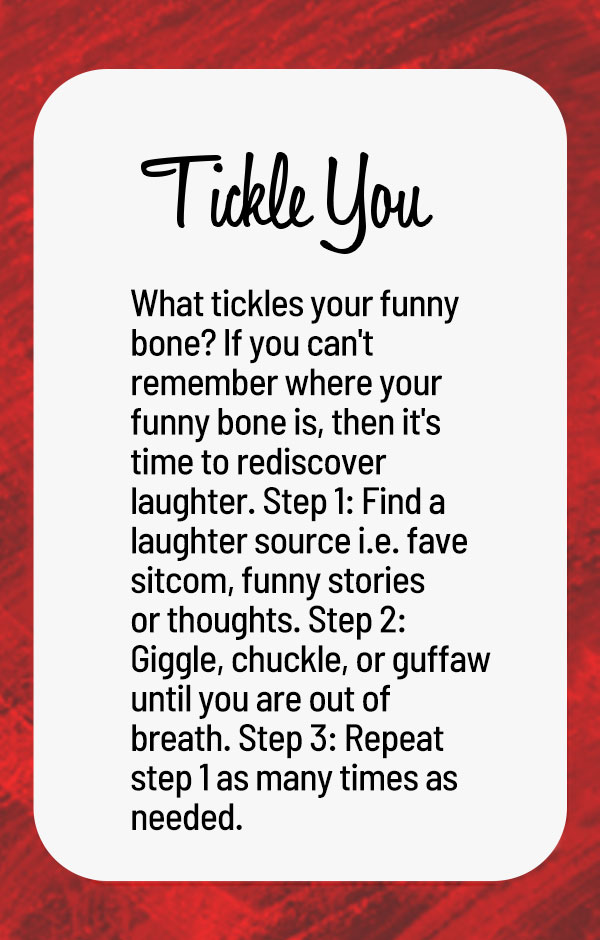 Tickle You
What tickles your funny
bone? If you can't
remember where your
funny bone is, then it's
time to rediscover
laughter. Step 1: Find a
laughter source i.e. fave
sitcom, funny stories
or thoughts. Step 2:
Giggle, chuckle, or guffaw
until you are out of
breath. Step 3: Repeat
step 1 as many times as
needed.